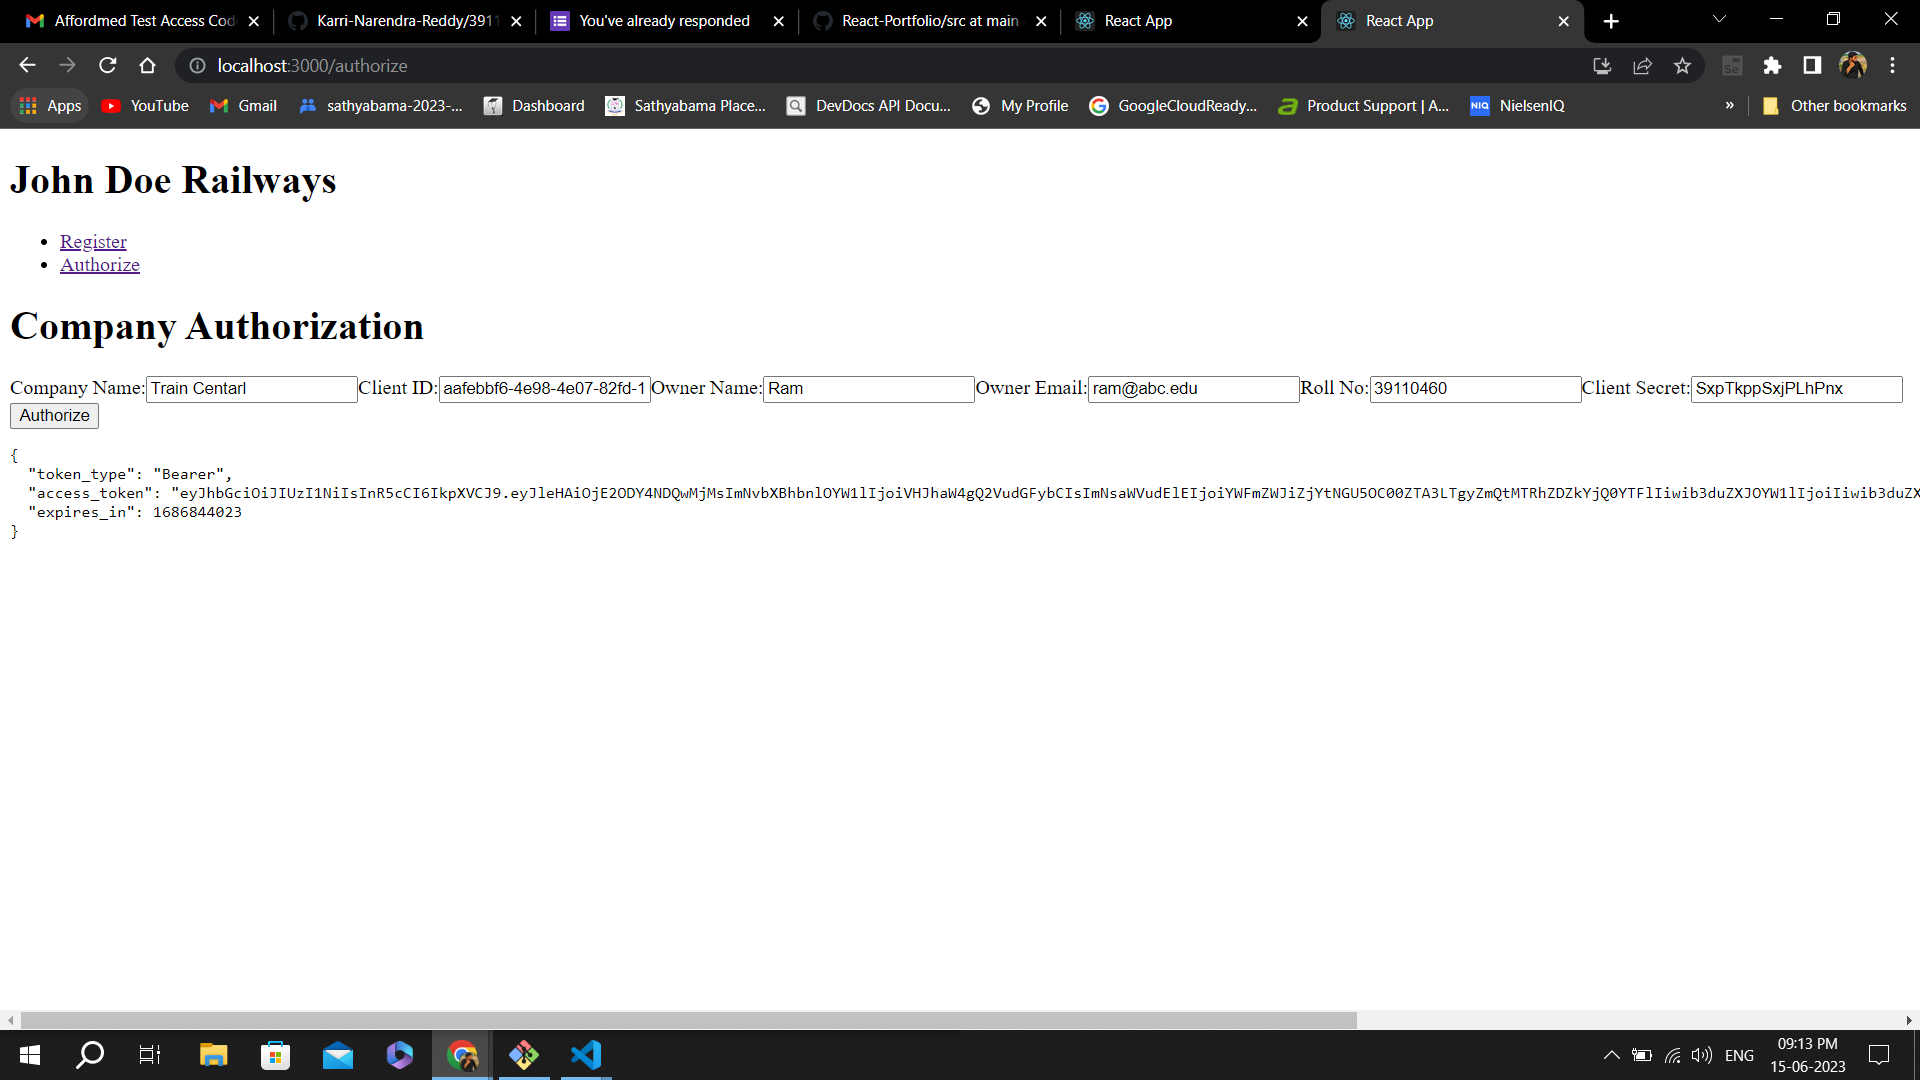 Affordmed Test Access Cod
Karri-Narendra-Reddy/3911
You've already responded
React-Portfolio/src at main
React App
React App
localhost:3000/authorize
Apps
YouTube
Gmail
sathyabama-2023-...
Dashboard
Sathyabama Place...
DevDocs API Docu...
My Profile
GoogleCloudReady...
Product Support | A...
NIQ
NielsenIQ
»
Other bookmarks
John Doe Railways
• Register
• Authorize
Company Authorization
Company Name: Train Centarl Client ID: aafebbf6-4e98-4e07-82fd-1 Owner Name: Ram Owner Email: ram@abc.edu Roll No: 39110460 Client Secret: SxpTkppSxjPLhPnx
Authorize
{
"token_type": "Bearer",
"access_token": "eyJhbGciOiJIUzI1NiIsInR5cCI6IkpXVCJ9.eyJleHAiOjE2ODY4NDQwMjMsImNvbXBhbnlOYW1lIjoiVHJhaW4gQ2VudGFybCIsImNsaWVudElEIjoiYWFmZWJiZjYtNGU5OC00ZTA3LTgyZmQtMTRhZDZkYjQ0YTFlIiwib3duZXJOYW1lIjoiIiwib3duZX
"expires_in": 1686844023
}
ENG
09:13 PM
15-06-2023